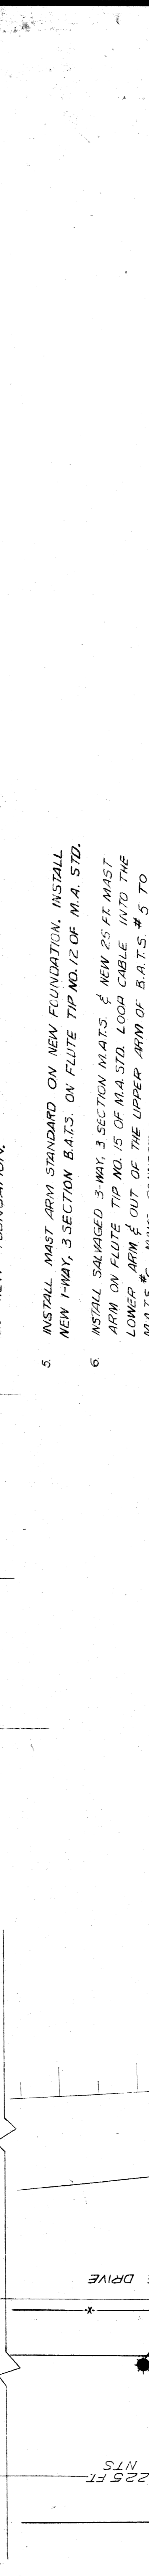 5. INSTALL MAST ARM STANDARD ON NEW FOUNDATION. INSTALL
NEW 1-WAY, 3 SECTION B.A.T.S. ON FLUTE TIP NO. 12 OF M.A. STD.
6. INSTALL SALVAGED 3-WAY, 3 SECTION M.A.T.S. & NEW 25 FT. MAST
ARM ON FLUTE TIP NO. 15 OF M.A. STD. LOOP CABLE INTO THE
LOWER ARM & OUT OF THE UPPER ARM OF B.A.T.S. # 5 TO
DRIVE
225 FT.
NTS